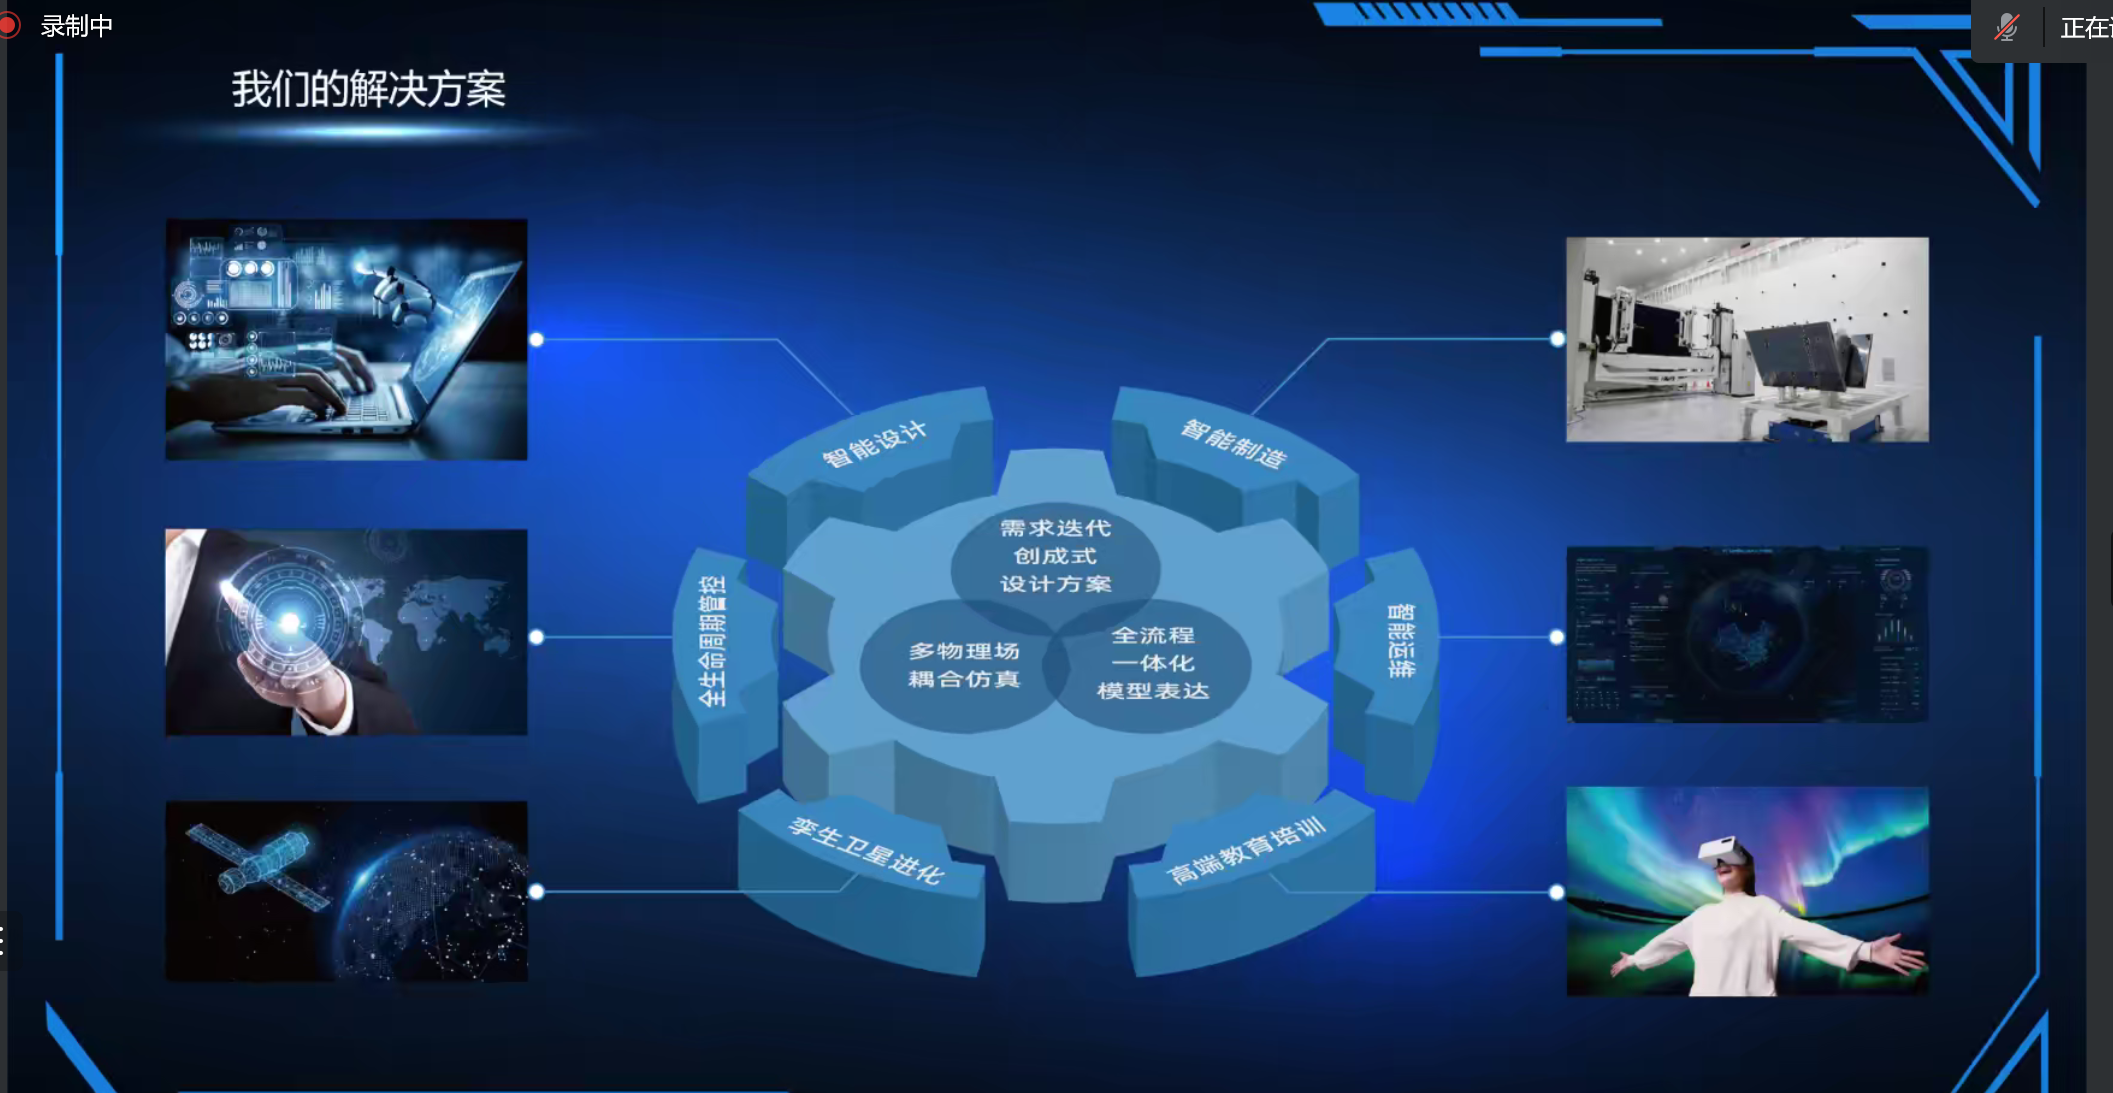 录制中
正在
我们的解决方案
智能设计
智能制造
需求迭代
创成式
设计方案
全生命周期管控
多物理场
耦合仿真
全流程
一体化
模型表达
智能运维
孪生卫星进化
高端教育培训